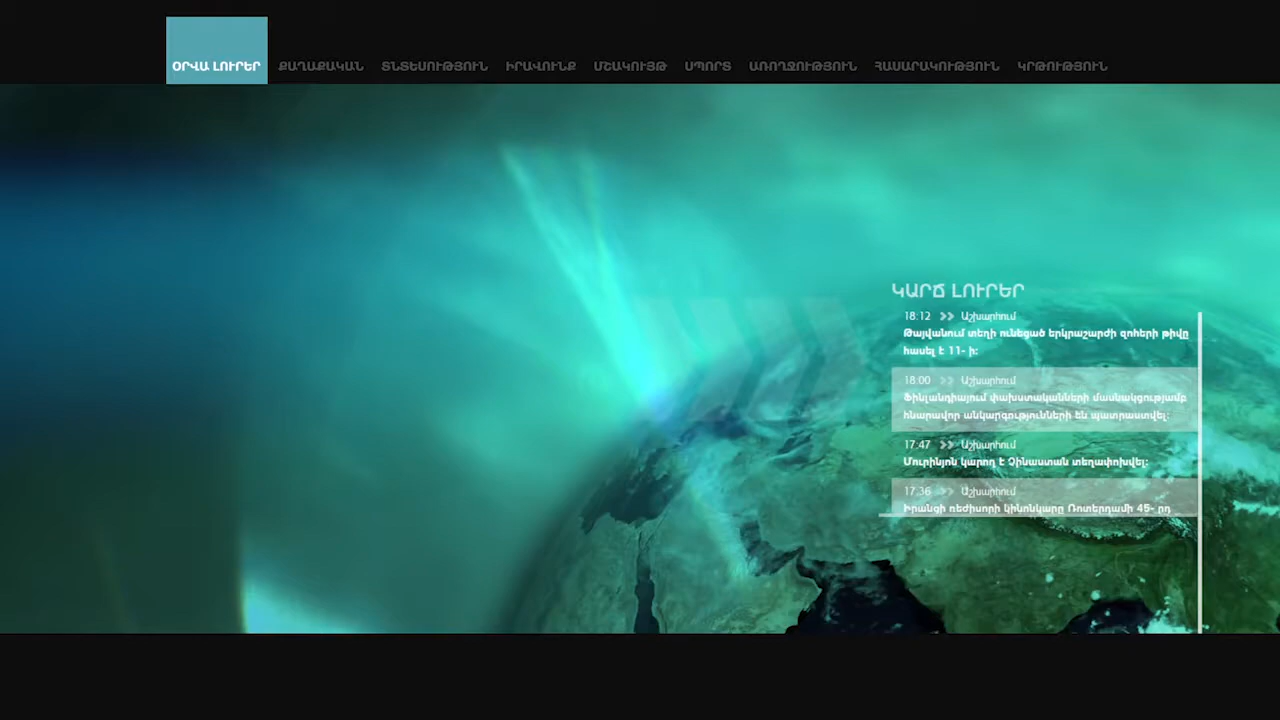 ՕՐՎԱ ԼՈՒՐԵՐ ՔԱՂԱՔԱԿԱՆ ՏՆՏԵՍՈՒԹՅՈՒՆ ԻՐԱՎՈՒՆՔ ՄՇԱԿՈՒՅԹ ՍՊՈՐՏ ԱՌՈՂՋՈՒԹՅՈՒՆ ՀԱՍԱՐԱԿՈՒԹՅՈՒՆ ԿՐԹՈՒԹՅՈՒՆ
ԿԱՐՃ ԼՈՒՐԵՐ
18:12 Աշխարհում
Թայվանում տեղի ունեցած երկրաշարժի զոհերի թիվը
հասել է 11- ի:
18:00 Աշխարհում
Ֆինլանդիայում փախստականների մասնակցությամբ
հնարավոր անկարգությունների են պատրաստվել:
17:47 Աշխարհում
Մուրինյոն կարող է Չինաստան տեղափոխվել:
17:36 Աշխարհում
Իրանցի ռեժիսորի կինոնկարը Ռոտերդամի 45- րդ